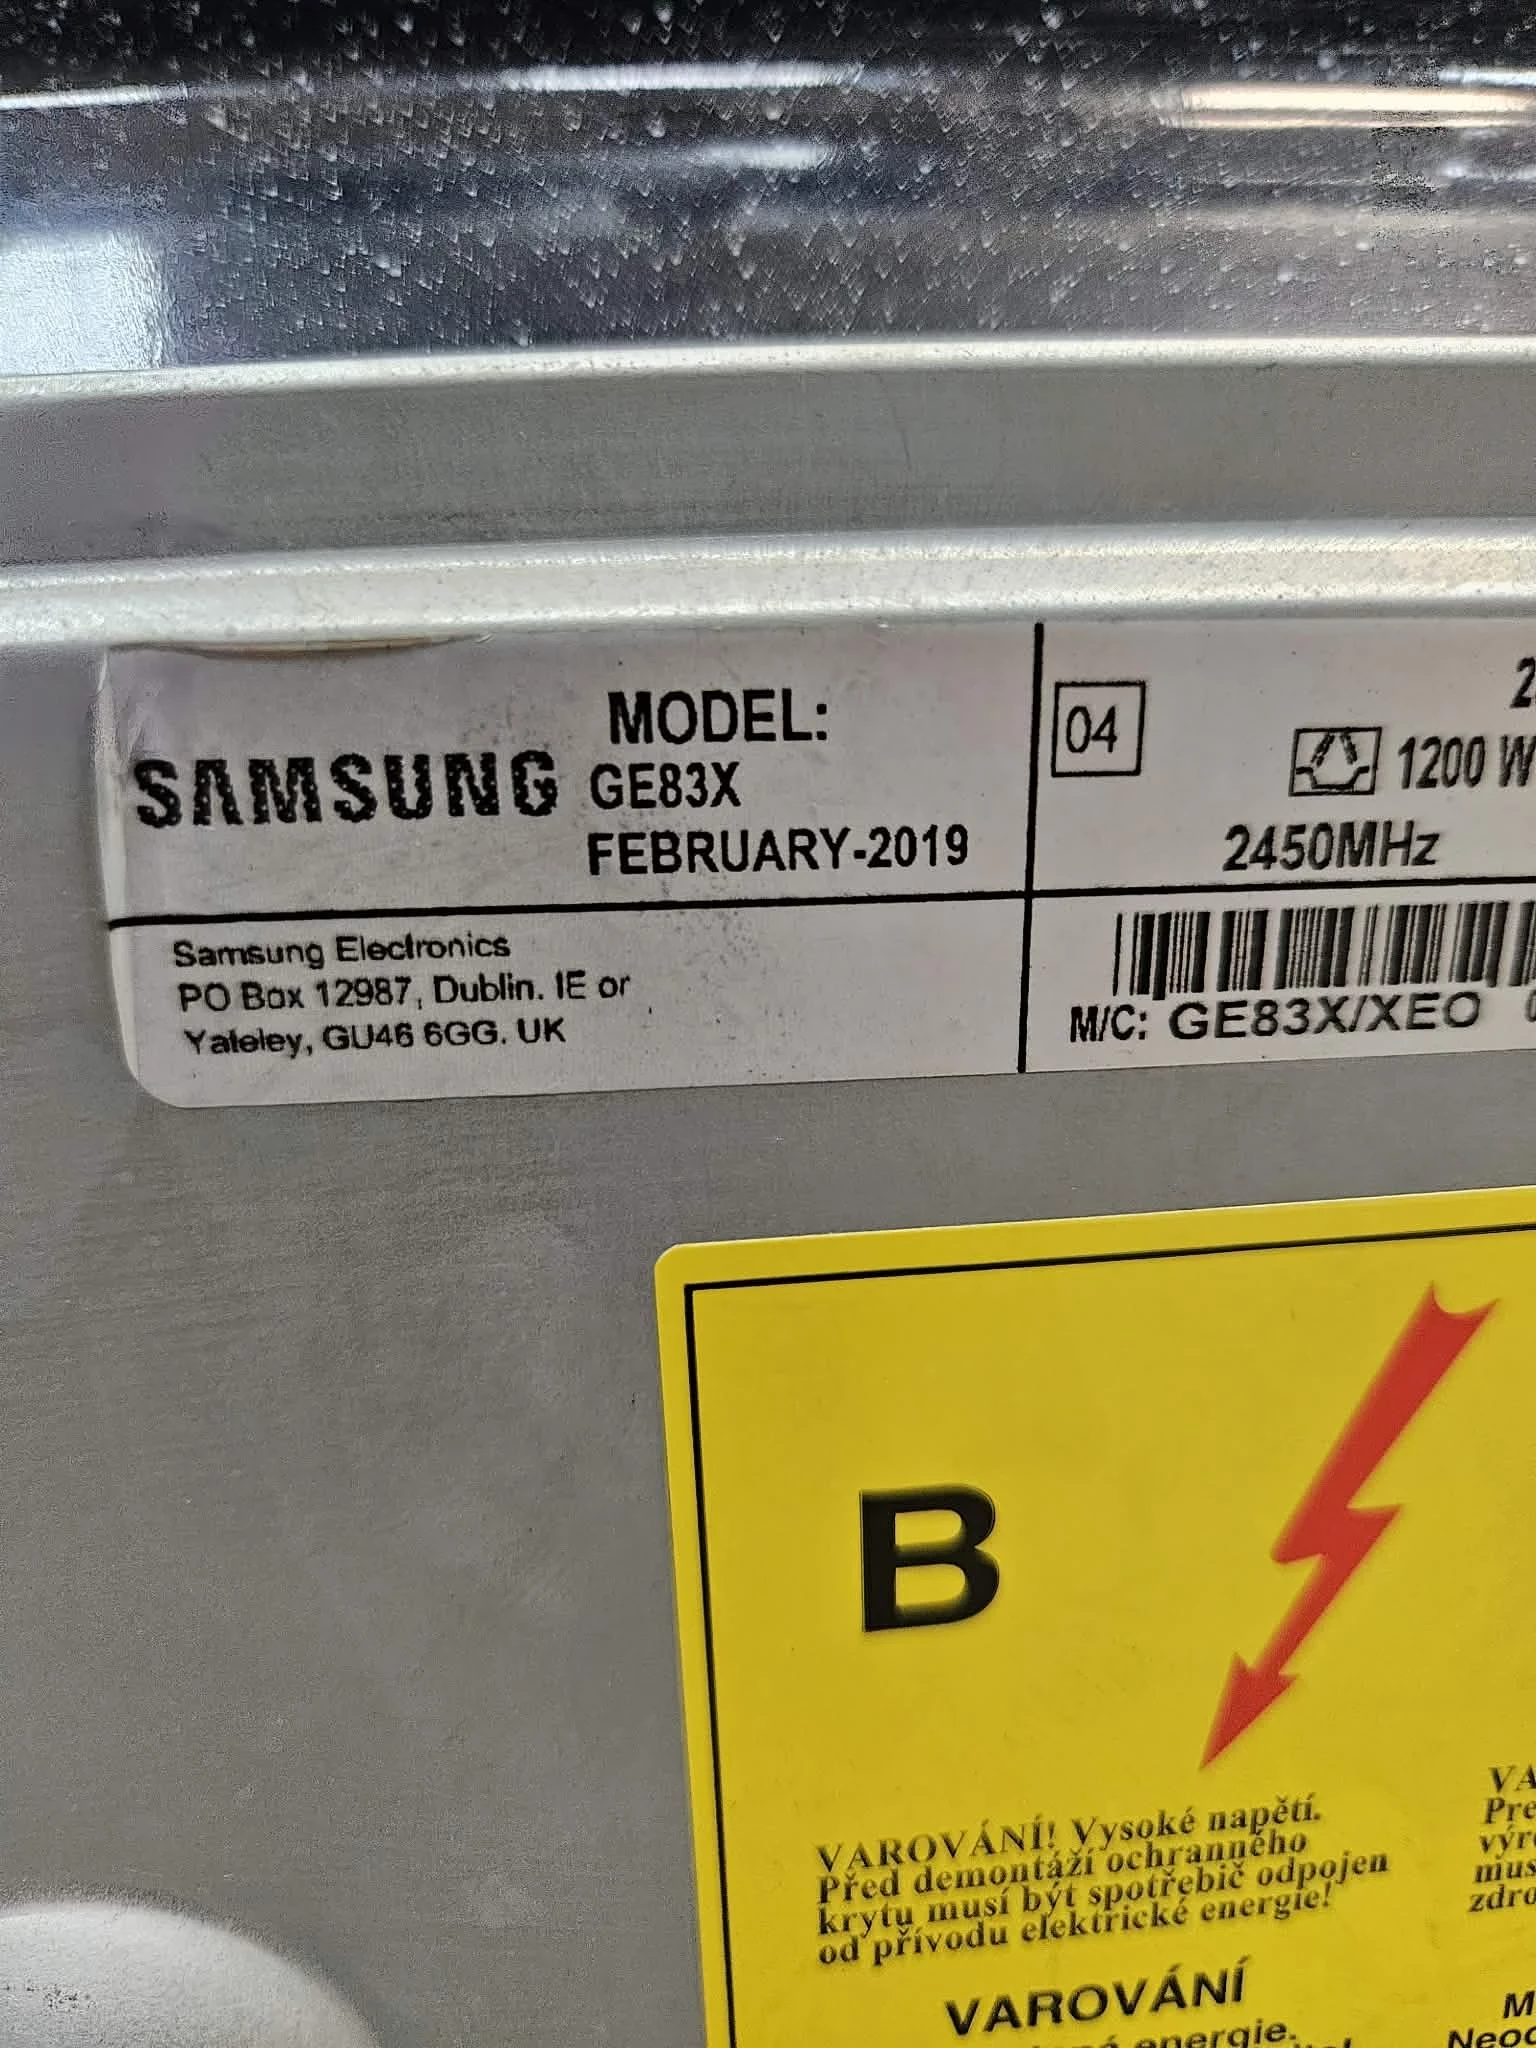 MODEL:
SAMSUNG GE83X
FEBRUARY-2019
04
1200 W
2450MHz
Samsung Electronics
PO Box 12987, Dublin. IE or
Yateley, GU46 6GG. UK
M/C: GE83X/XEO
B
VAROVÁNÍ! Vysoké napětí.
Před demontáží ochranného
krytu musí být spotřebič odpojen
od přívodu elektrické energie!
VAROVÁNÍ
energie.